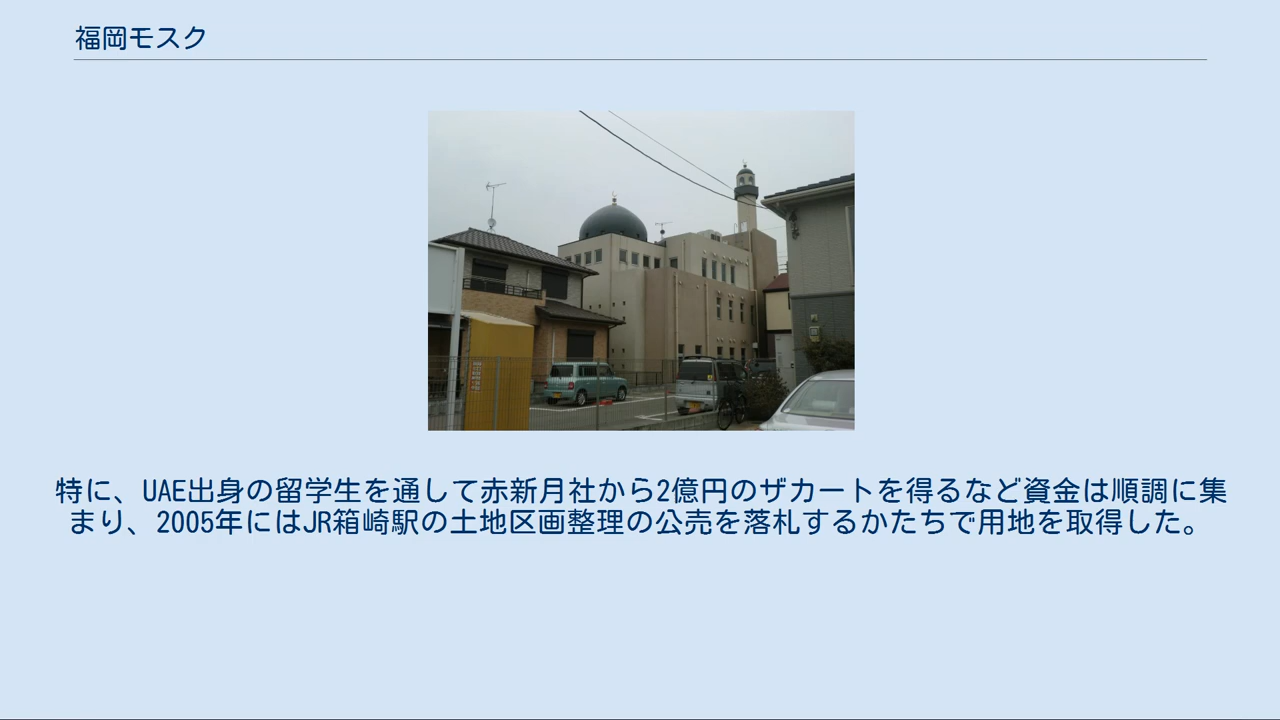 福岡モスク
特に、UAE出身の留学生を通して赤新月社から2億円のザカートを得るなど資金は順調に集
まり、2005年にはJR箱崎駅の土地区画整理の公売を落札するかたちで用地を取得した。